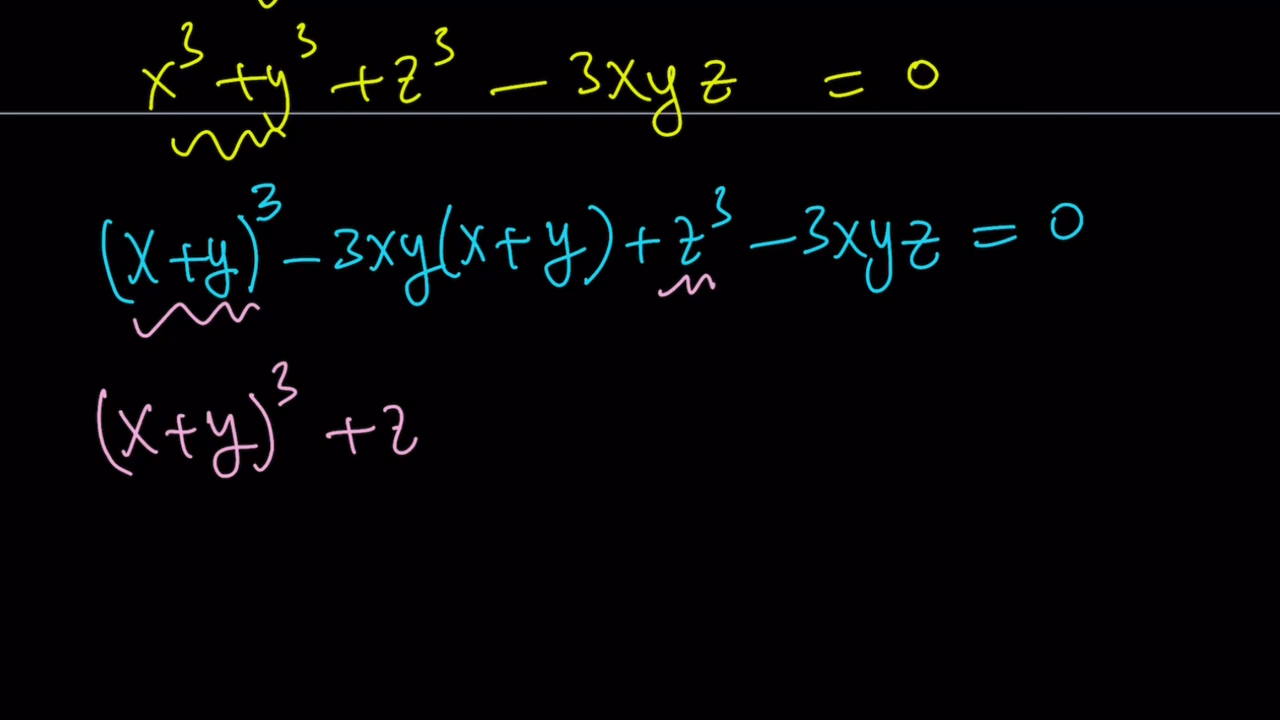 x³ + y³ + z³ - 3xyz = 0
(x+y)³ - 3xy(x+y) + z³ - 3xyz = 0
(x+y)³ + z